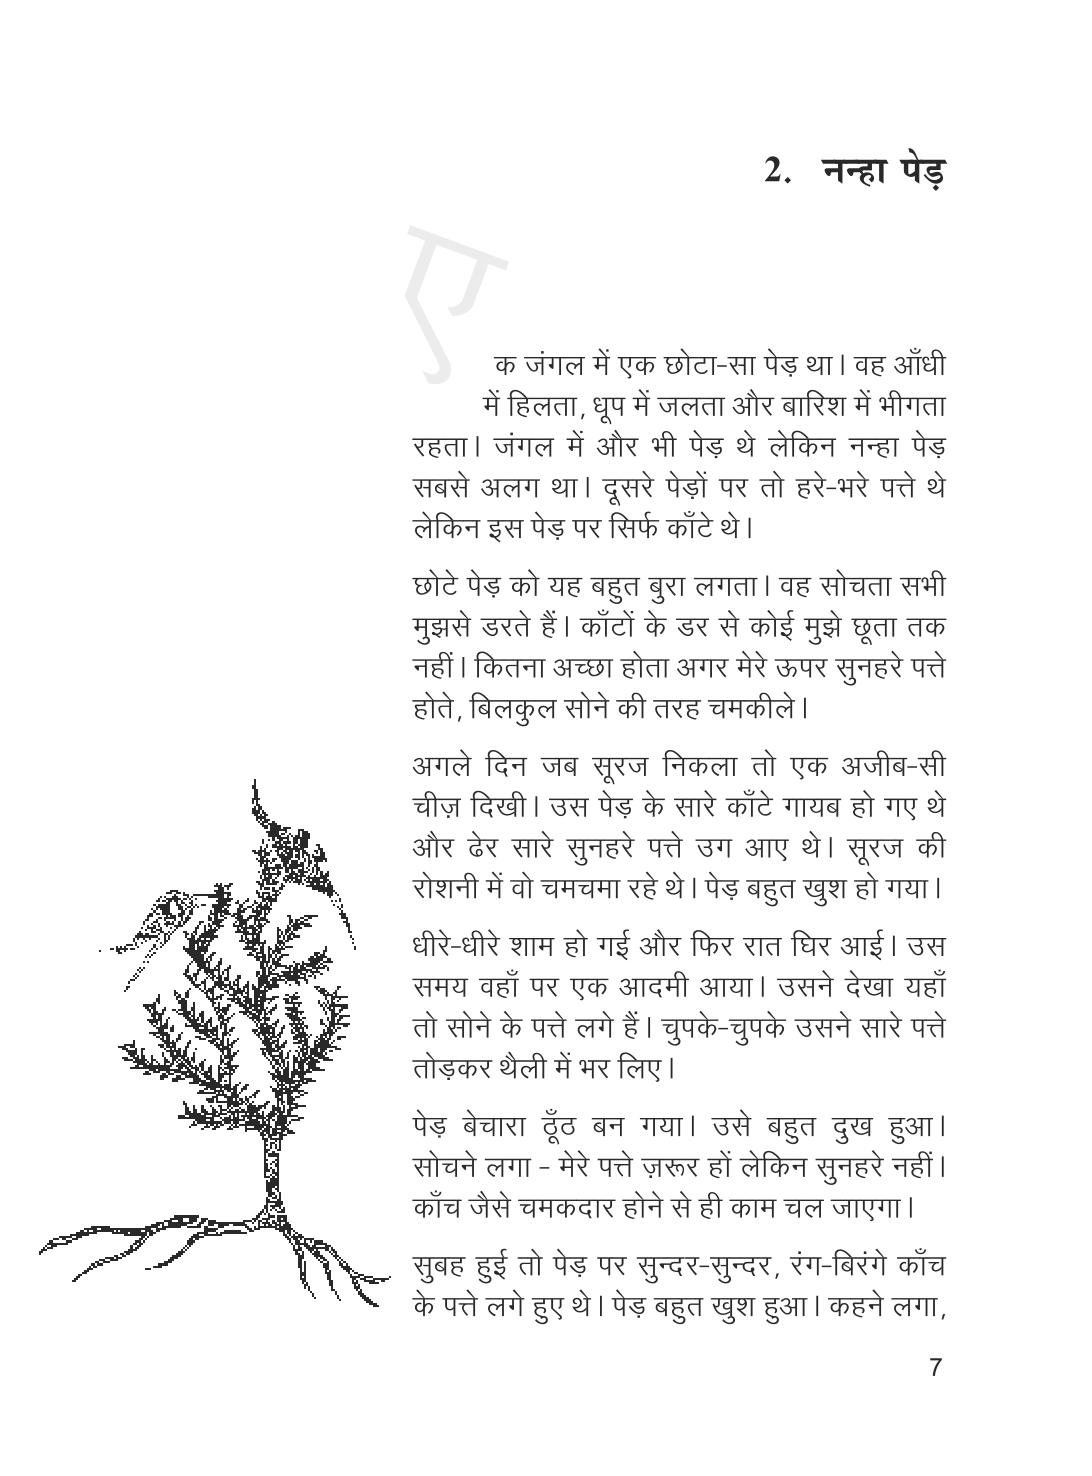 2. नन्हा पेड़
ए
क जंगल में एक छोटा-सा पेड़ था। वह आँधी
में हिलता, धूप में जलता और बारिश में भीगता
रहता। जंगल में और भी पेड़ थे लेकिन नन्हा पेड़
सबसे अलग था। दूसरे पेड़ों पर तो हरे-भरे पत्ते थे
लेकिन इस पेड़ पर सिर्फ काँटे थे।
छोटे पेड़ को यह बहुत बुरा लगता। वह सोचता सभी
मुझसे डरते हैं। काँटों के डर से कोई मुझे छूता तक
नहीं। कितना अच्छा होता अगर मेरे ऊपर सुनहरे पत्ते
होते, बिलकुल सोने की तरह चमकीले।
अगले दिन जब सूरज निकला तो एक अजीब-सी
चीज़ दिखी। उस पेड़ के सारे काँटे गायब हो गए थे
और ढेर सारे सुनहरे पत्ते उग आए थे। सूरज की
रोशनी में वो चमचमा रहे थे। पेड़ बहुत खुश हो गया।
धीरे-धीरे शाम हो गई और फिर रात घिर आई। उस
समय वहाँ पर एक आदमी आया। उसने देखा यहाँ
तो सोने के पत्ते लगे हैं। चुपके-चुपके उसने सारे पत्ते
तोड़कर थैली में भर लिए।
पेड़ बेचारा ठूँठ बन गया। उसे बहुत दुख हुआ।
सोचने लगा - मेरे पत्ते ज़रूर हों लेकिन सुनहरे नहीं।
काँच जैसे चमकदार होने से ही काम चल जाएगा।
सुबह हुई तो पेड़ पर सुन्दर-सुन्दर, रंग-बिरंगे काँच
के पत्ते लगे हुए थे। पेड़ बहुत खुश हुआ। कहने लगा,
7